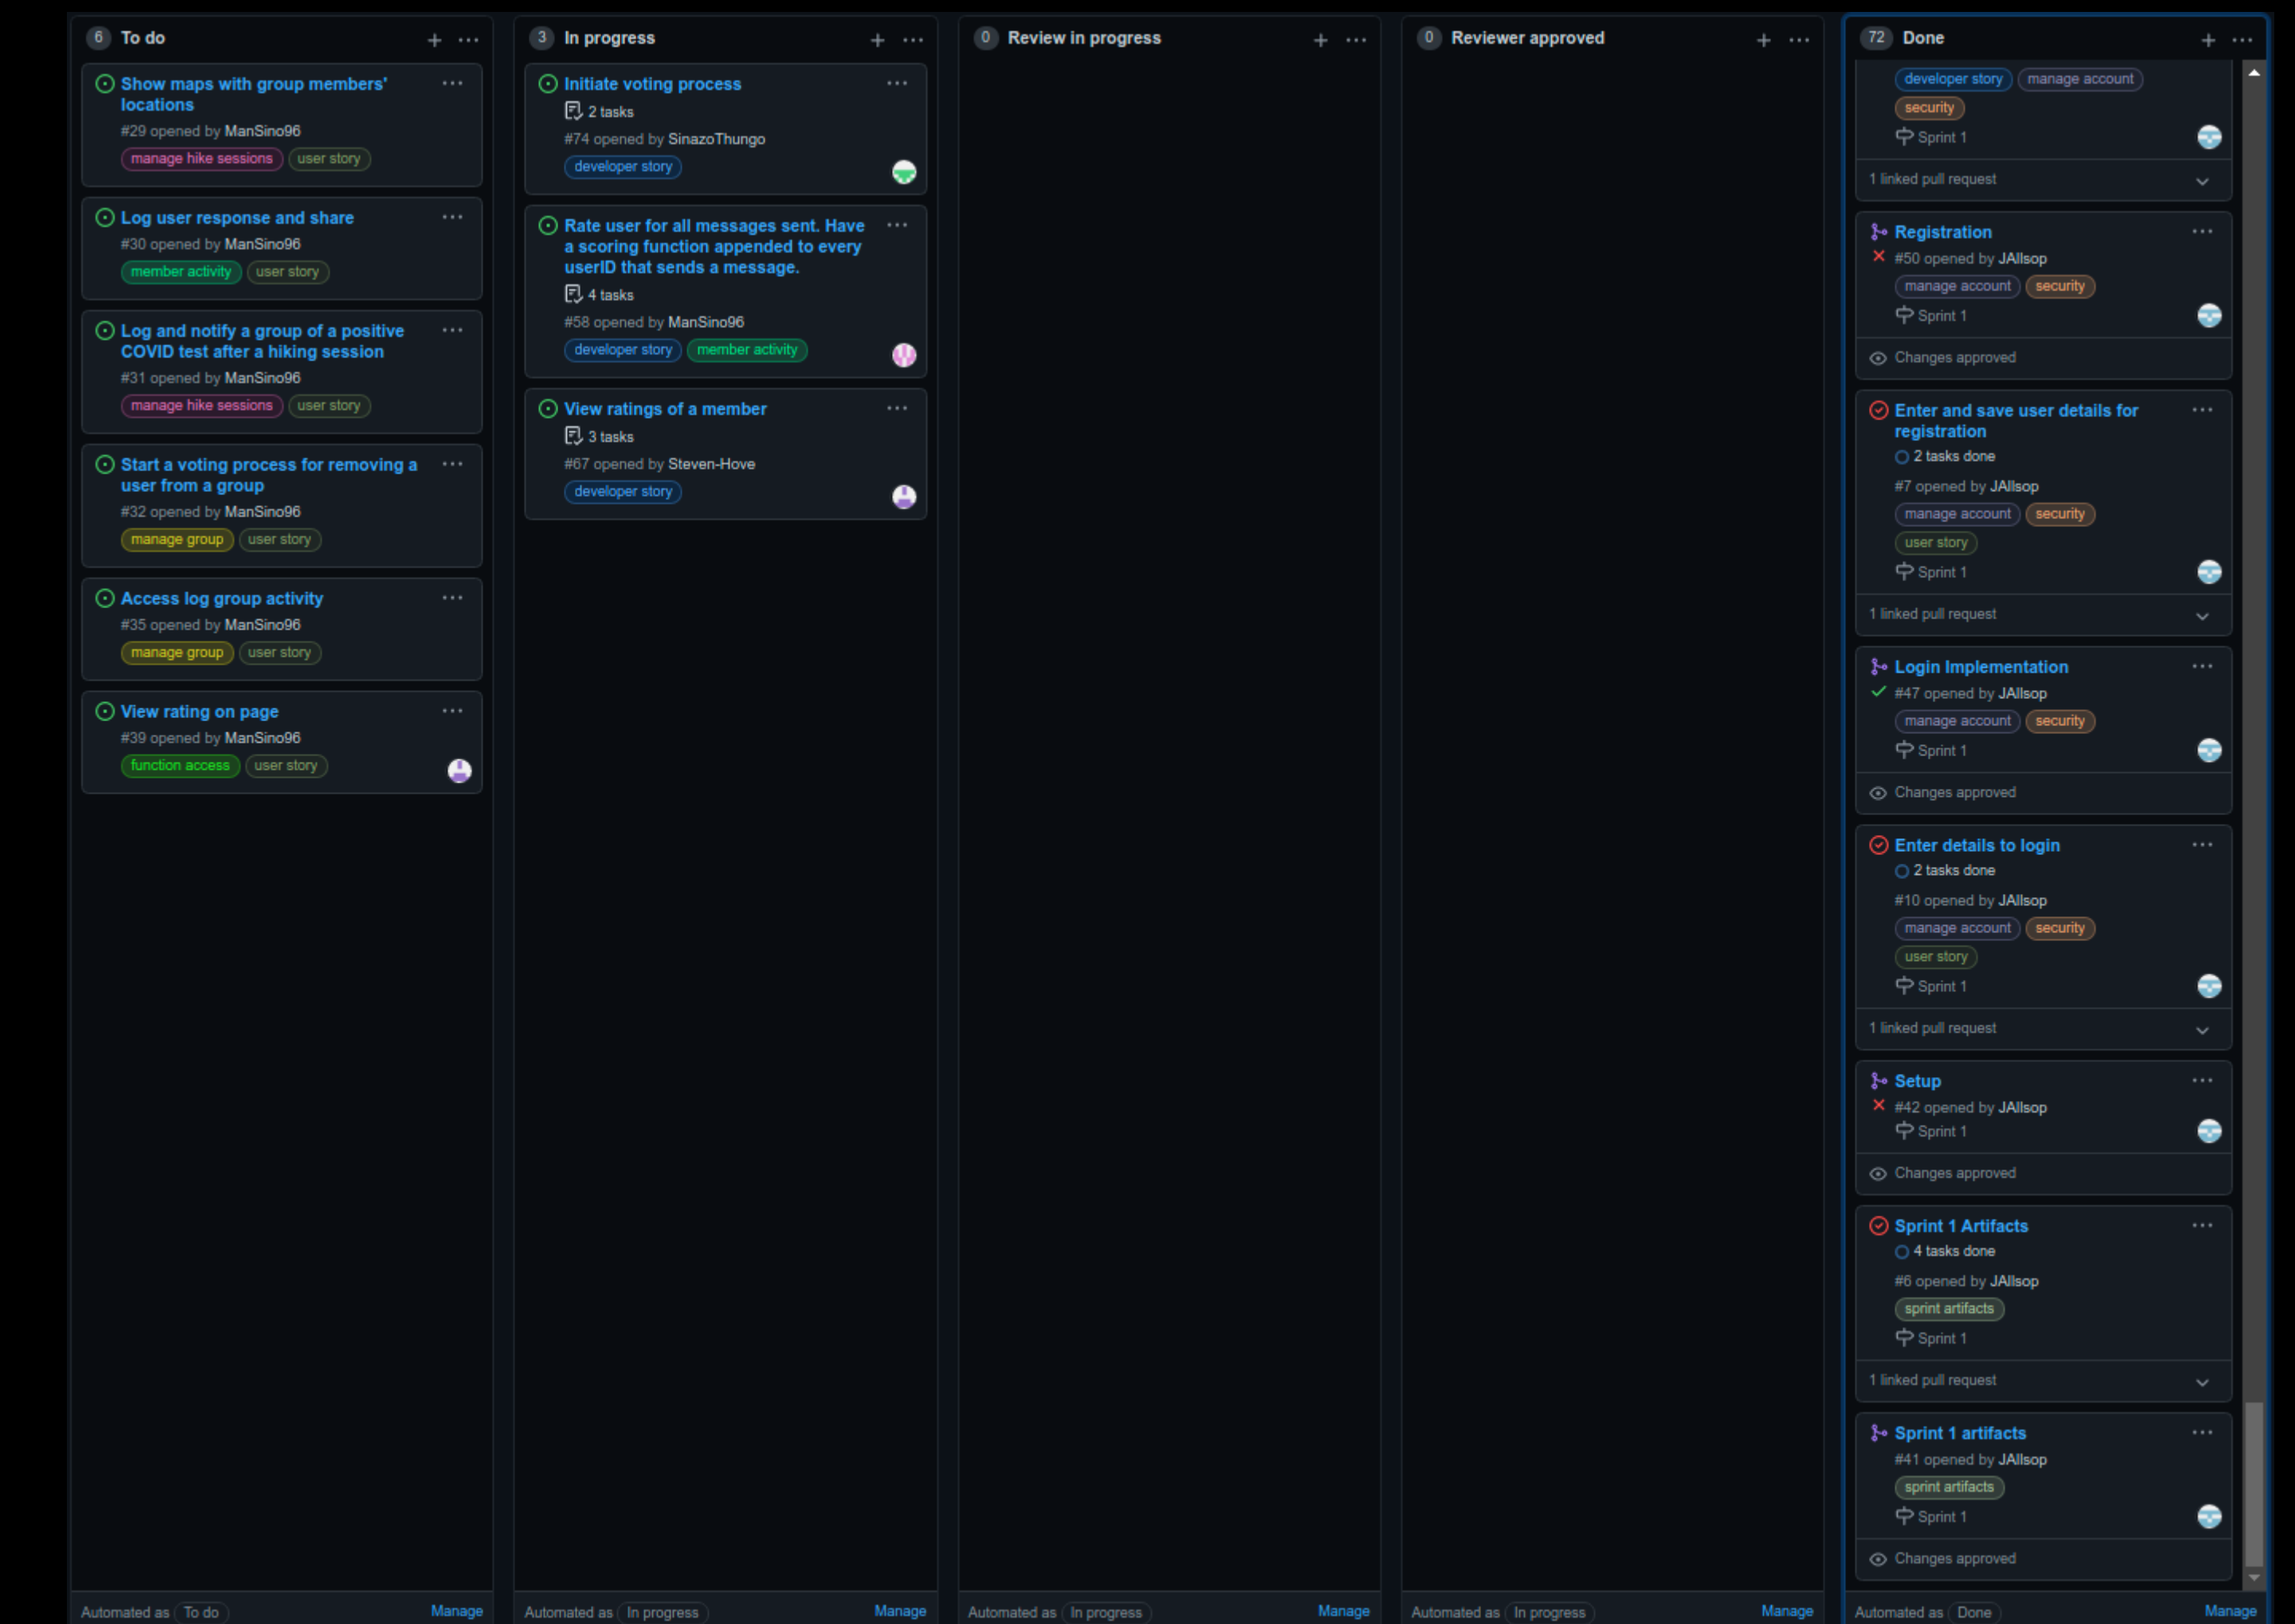 6 To do
Show maps with group members'
locations
#29 opened by ManSino96
manage hike sessions user story
Log user response and share
#30 opened by ManSino96
member activity user story
Log and notify a group of a positive
COVID test after a hiking session
#31 opened by ManSino96
manage hike sessions user story
Start a voting process for removing a
user from a group
#32 opened by ManSino96
manage group user story
Access log group activity
#35 opened by ManSino96
manage group user story
View rating on page
#39 opened by ManSino96
function access user story
Automated as To do Manage
3 In progress
Initiate voting process
2 tasks
#74 opened by SinazoThungo
developer story
Rate user for all messages sent. Have
a scoring function appended to every
userID that sends a message.
4 tasks
#58 opened by ManSino96
developer story member activity
View ratings of a member
3 tasks
#67 opened by Steven-Hove
developer story
Automated as In progress Manage
0 Review in progress
Automated as In progress Manage
0 Reviewer approved
Automated as In progress Manage
72 Done
developer story manage account
security
Sprint 1
1 linked pull request
Registration
#50 opened by JAllsop
manage account security
Sprint 1
Changes approved
Enter and save user details for
registration
2 tasks done
#7 opened by JAllsop
manage account security
user story
Sprint 1
1 linked pull request
Login Implementation
#47 opened by JAllsop
manage account security
Sprint 1
Changes approved
Enter details to login
2 tasks done
#10 opened by JAllsop
manage account security
user story
Sprint 1
1 linked pull request
Setup
#42 opened by JAllsop
Sprint 1
Changes approved
Sprint 1 Artifacts
4 tasks done
#6 opened by JAllsop
sprint artifacts
Sprint 1
1 linked pull request
Sprint 1 artifacts
#41 opened by JAllsop
sprint artifacts
Sprint 1
Changes approved
Automated as Done Manage